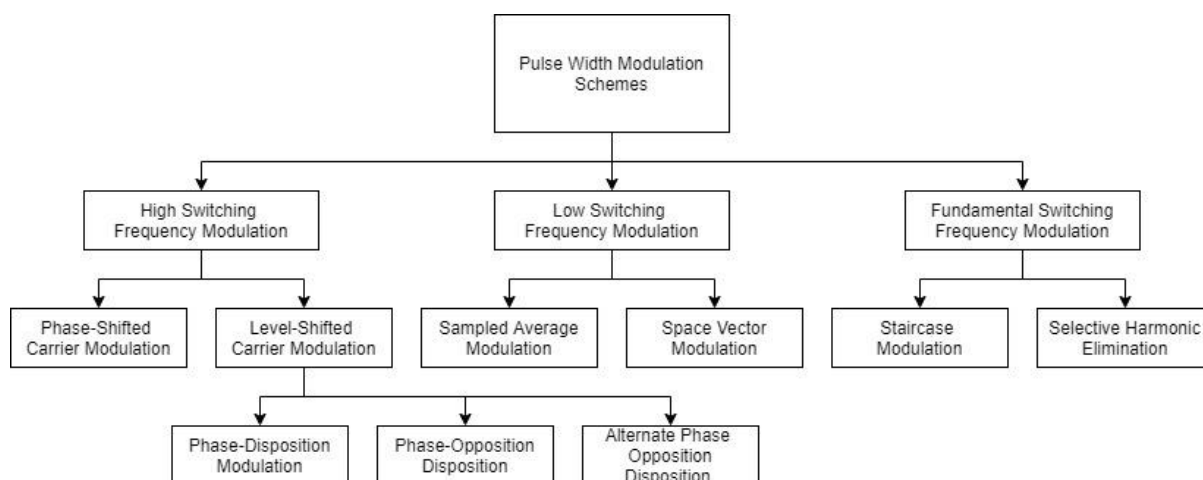 Pulse Width Modulation
Schemes
High Switching
Frequency Modulation
Low Switching
Frequency Modulation
Fundamental Switching
Frequency Modulation
Phase-Shifted
Carrier Modulation
Level-Shifted
Carrier Modulation
Sampled Average
Modulation
Space Vector
Modulation
Staircase
Modulation
Selective Harmonic
Elimination
Phase-Disposition
Modulation
Phase-Opposition
Disposition
Alternate Phase
Opposition
Disposition